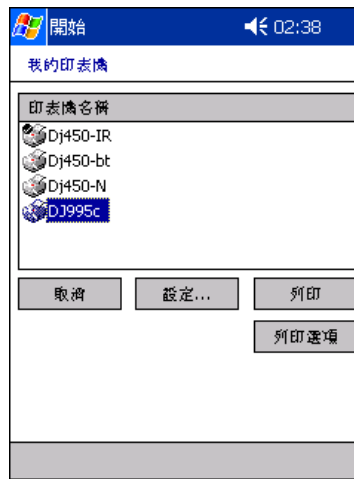 開始 02:38
我的印表機
印表機名稱
Dj450-IR
Dj450-bt
Dj450-N
DJ995c
取消 設定... 列印
列印選項